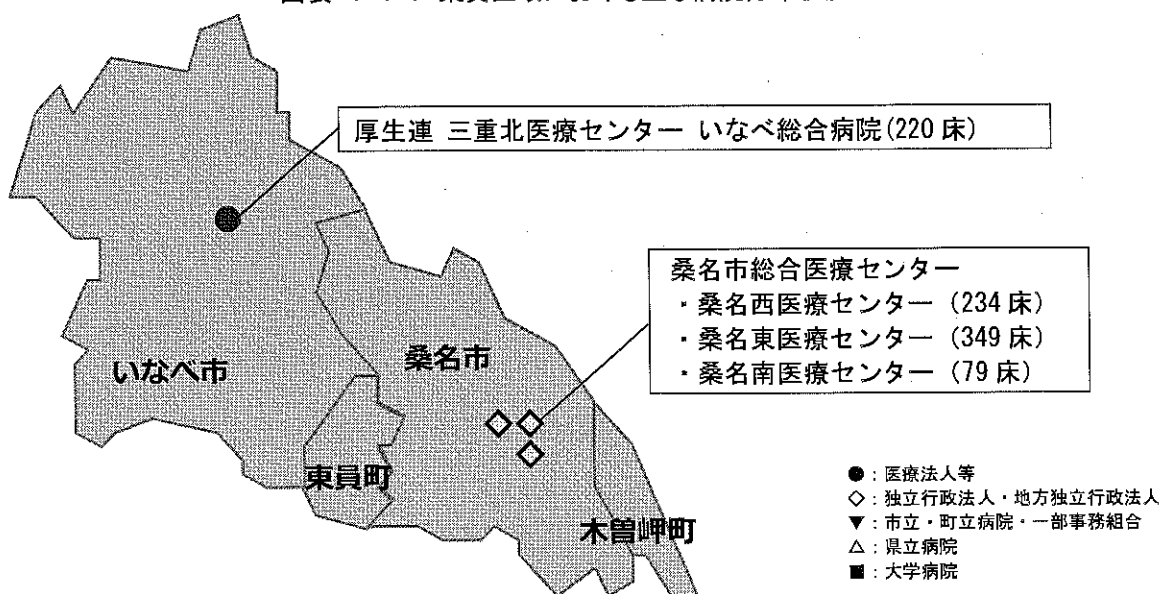 厚生連 三重北医療センター いなべ総合病院(220床)
桑名市総合医療センター
・桑名西医療センター (234床)
・桑名東医療センター (349床)
・桑名南医療センター (79床)
いなべ市
桑名市
東員町
木曽岬町
●：医療法人等
◇：独立行政法人・地方独立行政法人
▼：市立・町立病院・一部事務組合
△：県立病院
■：大学病院